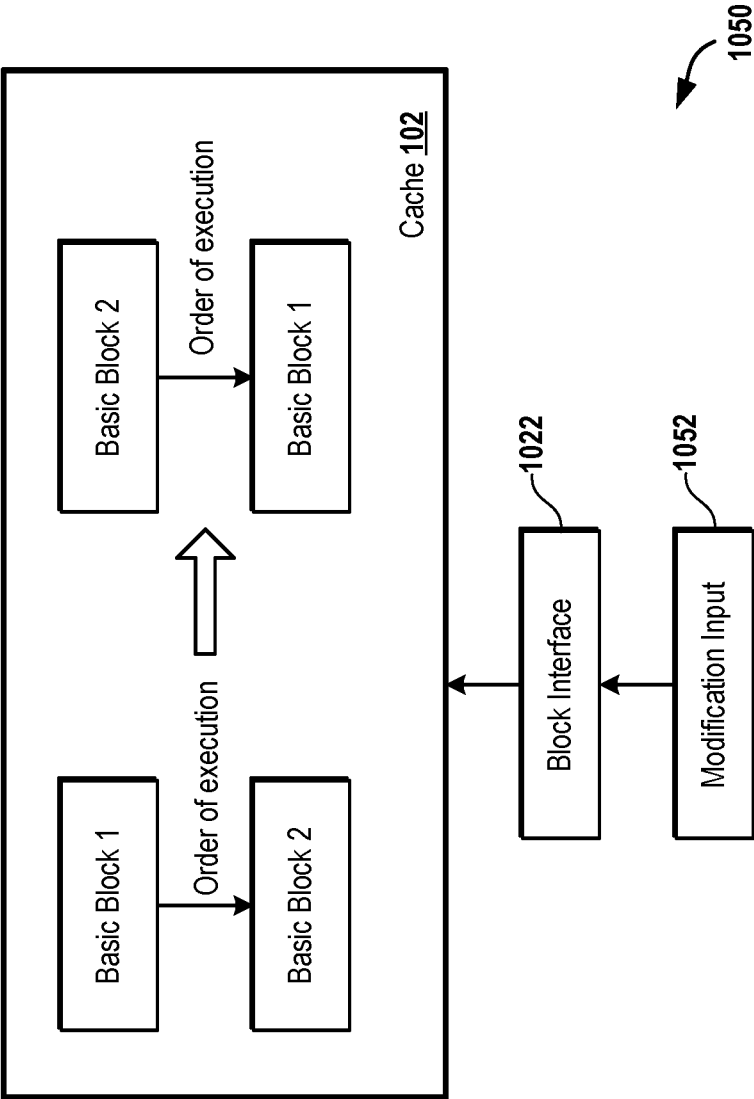 Basic Block 1
Basic Block 2
Order of execution
Order of execution
Basic Block 2
Basic Block 1
Cache 102
1022
Block Interface
1052
Modification Input
1050